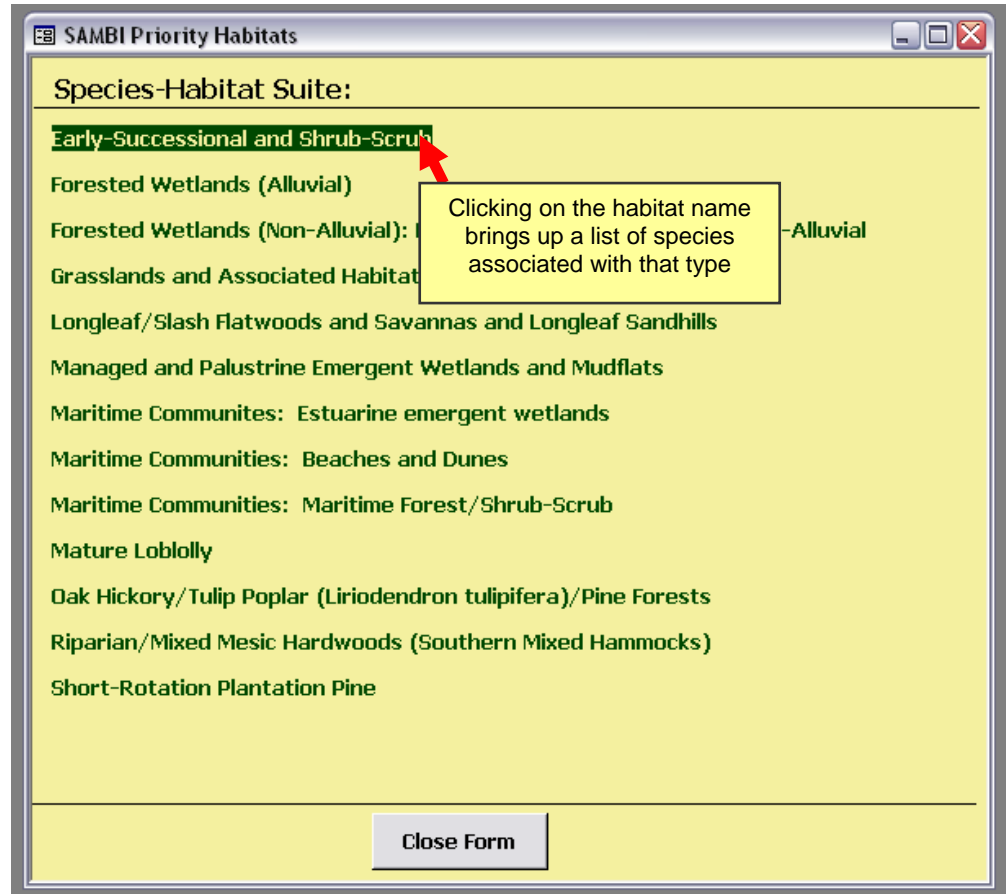 SAMBI Priority Habitats
Species-Habitat Suite:
Early-Successional and Shrub-Scrub
Forested Wetlands (Alluvial)
Forested Wetlands (Non-Alluvial): -Alluvial
Grasslands and Associated Habitat
Clicking on the habitat name
brings up a list of species
associated with that type
Longleaf/Slash Flatwoods and Savannas and Longleaf Sandhills
Managed and Palustrine Emergent Wetlands and Mudflats
Maritime Communites: Estuarine emergent wetlands
Maritime Communities: Beaches and Dunes
Maritime Communities: Maritime Forest/Shrub-Scrub
Mature Loblolly
Oak Hickory/Tulip Poplar (Liriodendron tulipifera)/Pine Forests
Riparian/Mixed Mesic Hardwoods (Southern Mixed Hammocks)
Short-Rotation Plantation Pine
Close Form